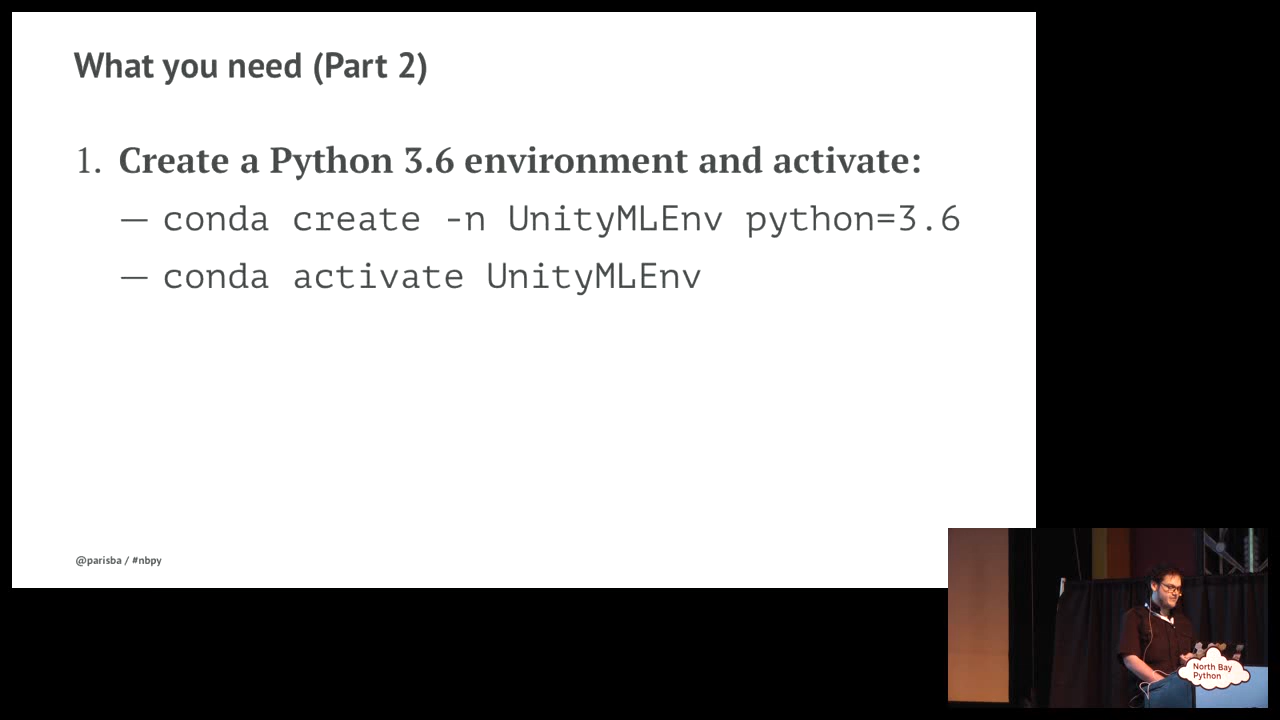 What you need (Part 2)
1. Create a Python 3.6 environment and activate:
— conda create -n UnityMLEnv python=3.6
— conda activate UnityMLEnv
@parisba / #nbpy
North Bay
Python